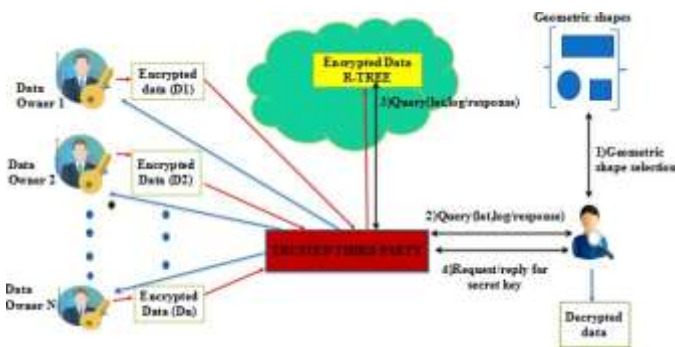 Geometric shapes
Data
Owner 1
Encrypted
data (D1)
Encrypted Data
R-TREE
3)Query(lat,log/response)
1)Geometric
shape selection
Data
Owner 2
Encrypted
Data (D2)
2)Query(lat,log/response)
TRUSTED THIRD PARTY
4)Request/reply for
secret key
Data
Owner N
Encrypted
Data (Dn)
Decrypted
data